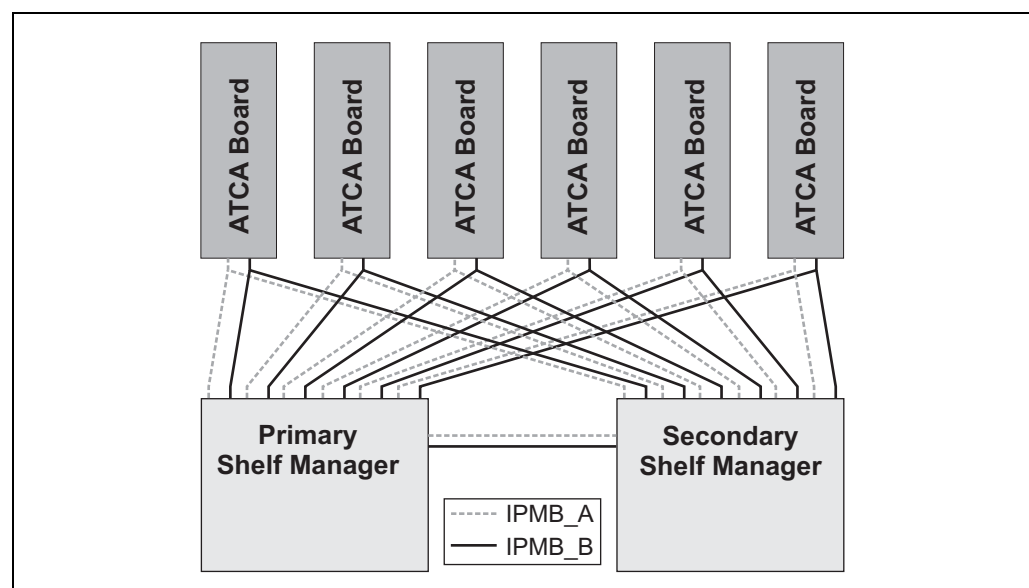 ATCA Board
ATCA Board
ATCA Board
ATCA Board
ATCA Board
ATCA Board
Primary
Shelf Manager
Secondary
Shelf Manager
IPMB_A
IPMB_B